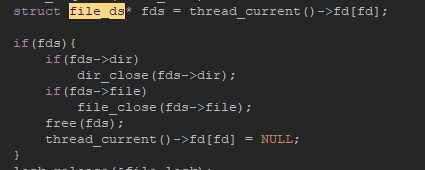 struct file_ds* fds = thread_current()->fd[fd];
if(fds){
if(fds->dir)
dir_close(fds->dir);
if(fds->file)
file_close(fds->file);
free(fds);
thread_current()->fd[fd] = NULL;
}